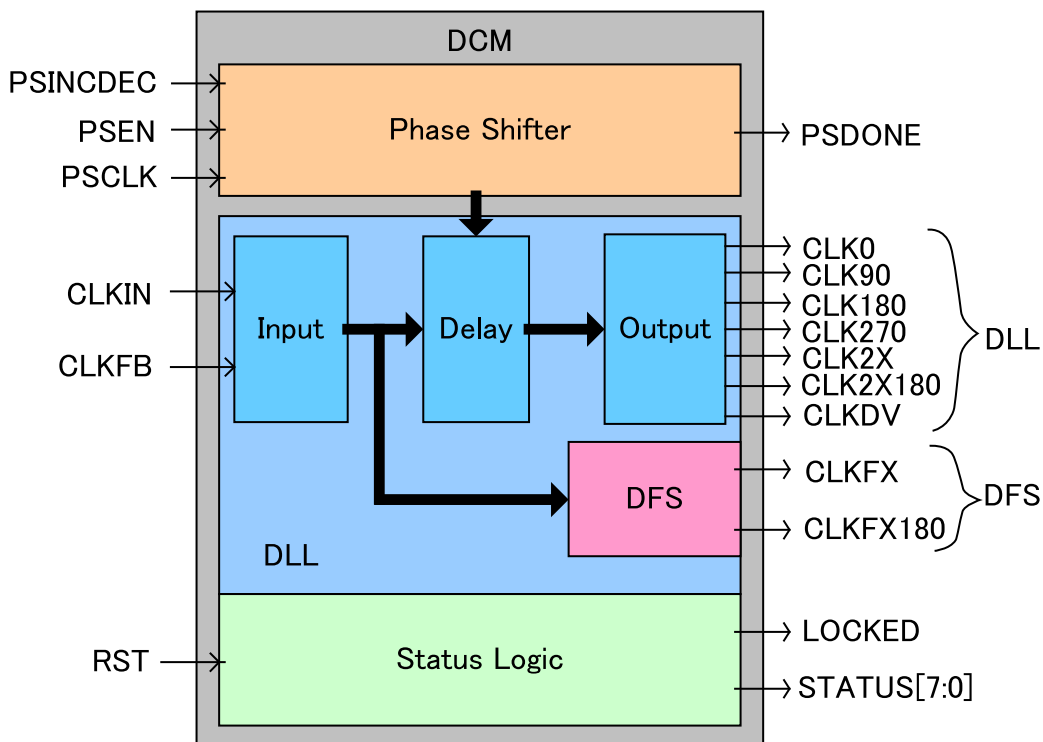 DCM
PSINCDEC
PSEN
PSCLK
Phase Shifter
PSDONE
CLKIN
CLKFB
Input
Delay
Output
CLK0
CLK90
CLK180
CLK270
CLK2X
CLK2X180
CLKDV
DLL
DFS
CLKFX
CLKFX180
DFS
DLL
RST
Status Logic
LOCKED
STATUS[7:0]